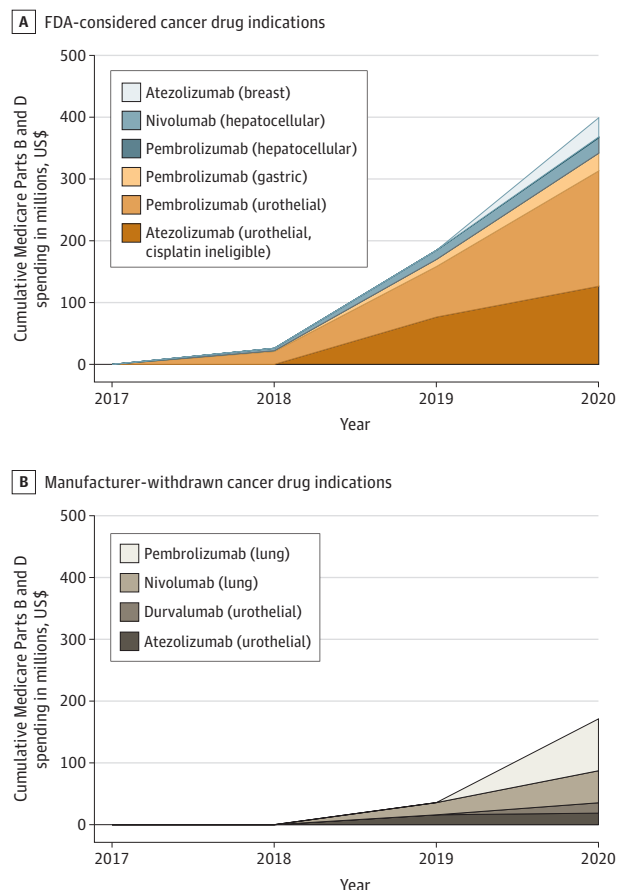 A FDA-considered cancer drug indications
500
400
300
200
100
0
Cumulative Medicare Parts B and D
spending in millions, US$
Atezolizumab (breast)
Nivolumab (hepatocellular)
Pembrolizumab (hepatocellular)
Pembrolizumab (gastric)
Pembrolizumab (urothelial)
Atezolizumab (urothelial,
cisplatin ineligible)
2017 2018 2019 2020
Year
B Manufacturer-withdrawn cancer drug indications
500
400
300
200
100
0
Cumulative Medicare Parts B and D
spending in millions, US$
Pembrolizumab (lung)
Nivolumab (lung)
Durvalumab (urothelial)
Atezolizumab (urothelial)
2017 2018 2019 2020
Year